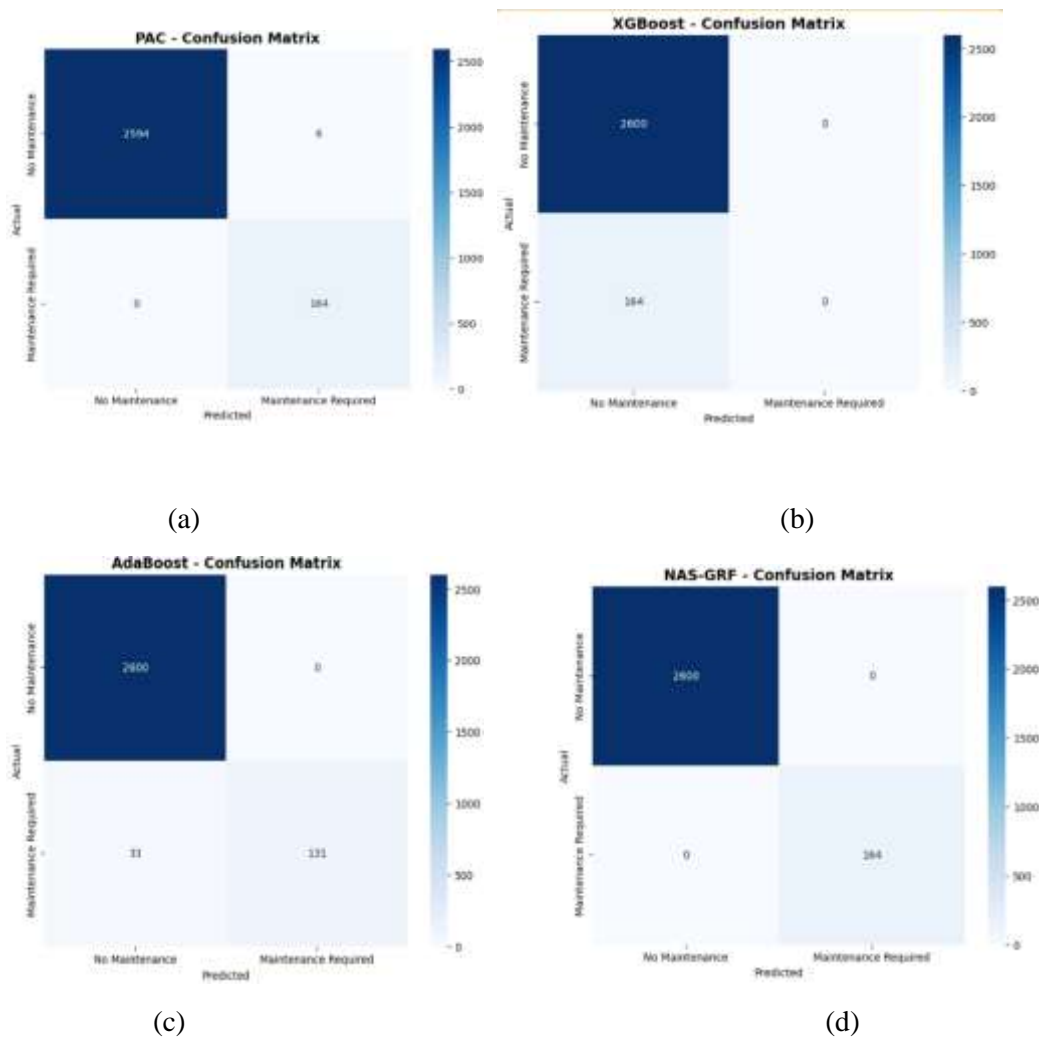 PAC - Confusion Matrix
2500
2000
1500
1000
500
0
No Maintenance
Maintenance Required
Actual
2594
6
0
164
No Maintenance
Maintenance Required
Predicted
(a)
XGBoost - Confusion Matrix
2500
2000
1500
1000
500
0
No Maintenance
Maintenance Required
Actual
2600
0
164
0
No Maintenance
Maintenance Required
Predicted
(b)
AdaBoost - Confusion Matrix
2500
2000
1500
1000
500
0
No Maintenance
Maintenance Required
Actual
2600
0
33
131
No Maintenance
Maintenance Required
Predicted
(c)
NAS-GRF - Confusion Matrix
2500
2000
1500
1000
500
0
No Maintenance
Maintenance Required
Actual
2600
0
0
164
No Maintenance
Maintenance Required
Predicted
(d)